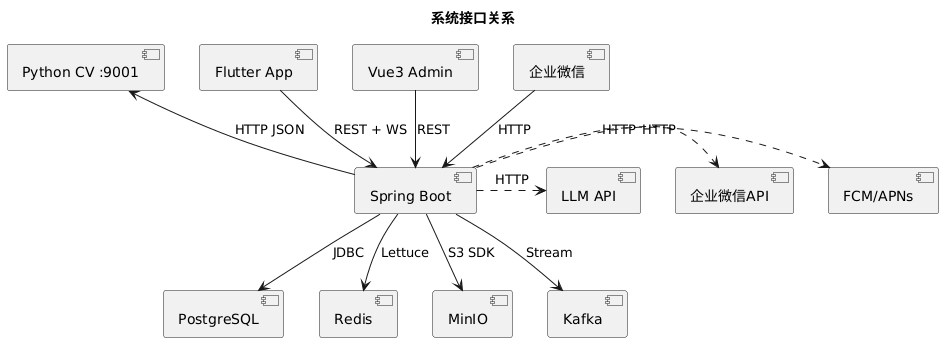 系统接口关系
Python CV :9001
Flutter App
Vue3 Admin
企业微信
HTTP JSON
REST + WS
REST
HTTP
HTTP
HTTP
Spring Boot
HTTP
LLM API
企业微信API
FCM/APNs
JDBC
Lettuce
S3 SDK
Stream
PostgreSQL
Redis
MinIO
Kafka